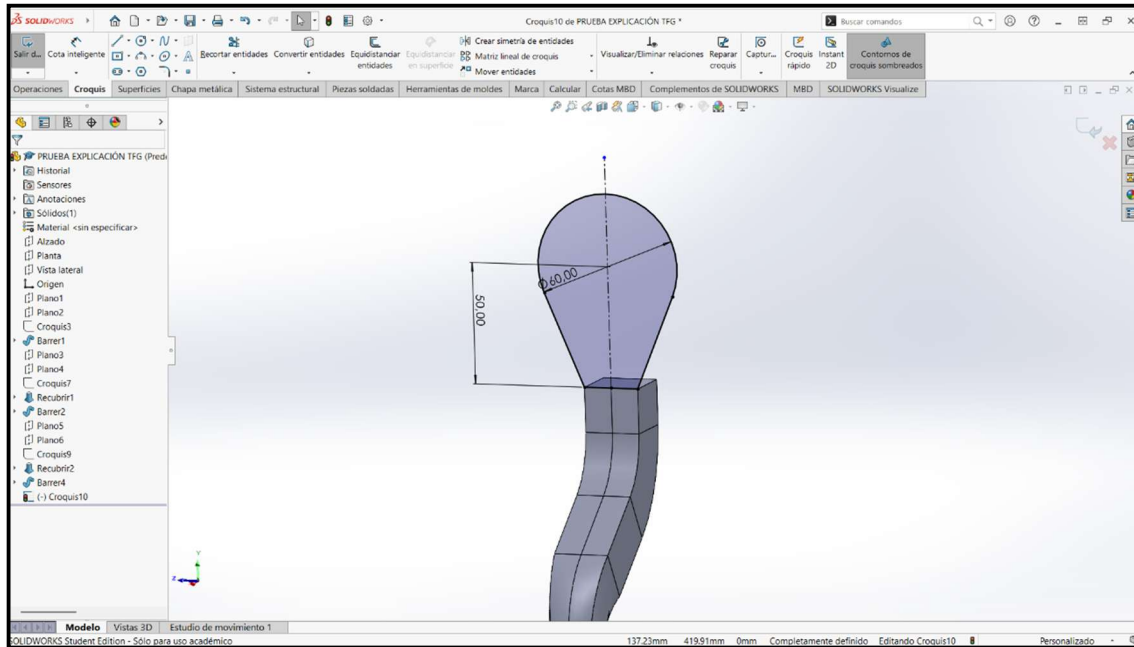 SOLIDWORKS
Croquis10 de PRUEBA EXPLICACIÓN TFG *
Buscar comandos
Salir d...
Cota inteligente
Recortar entidades
Convertir entidades
Equidistanciar entidades
Equidistanciar en superficie
Crear simetría de entidades
Matriz lineal de croquis
Mover entidades
Visualizar/Eliminar relaciones
Reparar croquis
Captur...
Croquis rápido
Instant 2D
Contornos de croquis sombreados
Operaciones
Croquis
Superficies
Chapa metálica
Sistema estructural
Piezas soldadas
Herramientas de moldes
Marca
Calcular
Cotas MBD
Complementos de SOLIDWORKS
MBD
SOLIDWORKS Visualize
PRUEBA EXPLICACIÓN TFG (Pred
Historial
Sensores
Anotaciones
Sólidos(1)
Material <sin especificar>
Alzado
Planta
Vista lateral
Origen
Plano1
Plano2
Croquis3
Barrer1
Plano3
Plano4
Croquis7
Recubrir1
Barrer2
Plano5
Plano6
Croquis9
Recubrir2
Barrer4
(-) Croquis10
Ø60,00
50,00
Y
Z
Modelo
Vistas 3D
Estudio de movimiento 1
SOLIDWORKS Student Edition - Sólo para uso académico
137.23mm 419.91mm 0mm Completamente definido Editando Croquis10
Personalizado